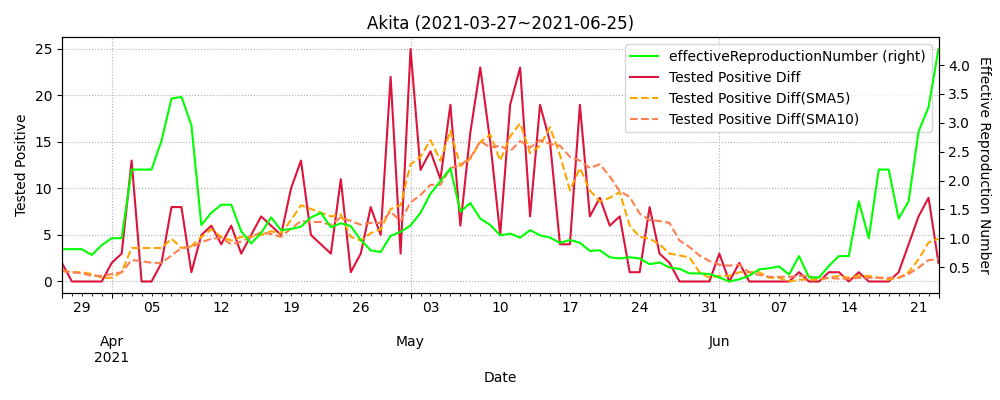 Akita (2021-03-27~2021-06-25)
effectiveReproductionNumber (right)
Tested Positive Diff
Tested Positive Diff(SMA5)
Tested Positive Diff(SMA10)
Tested Positive
25
20
15
10
5
0
Effective Reproduction Number
4.0
3.5
3.0
2.5
2.0
1.5
1.0
0.5
29 05 12 19 26 03 10 17 24 31 07 14 21
Apr May Jun
2021
Date